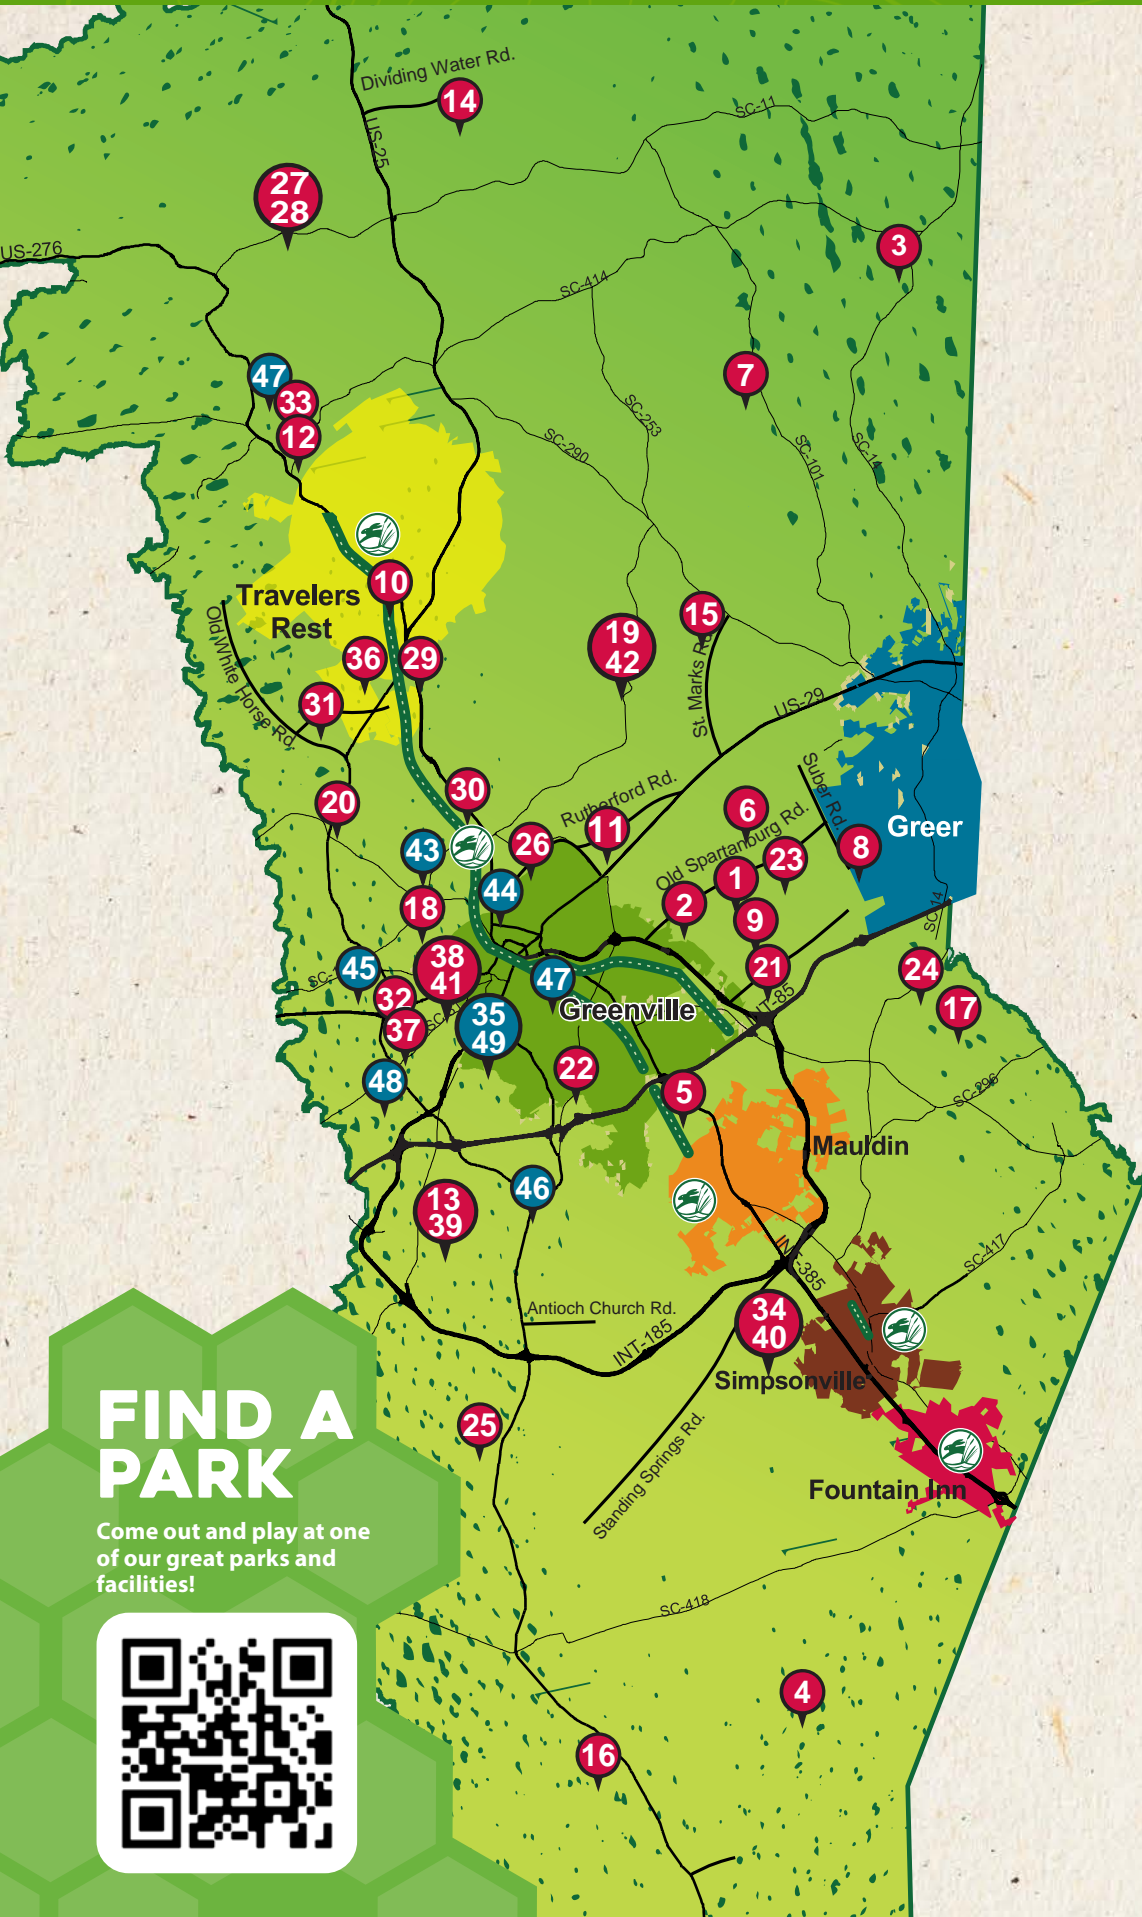 Dividing Water Rd.
14
SC-11
US-25
27
28
3
US-276
SC-414
7
47
33
12
SC-253
SC-290
SC-101
SC-14
10
Travelers
Rest
15
19
42
Old White Horse Rd.
36
29
St. Marks Rd
31
US-29
30
20
Rutherford Rd.
11
6
Suber Rd.
Greer
43
26
Old Spartanburg Rd.
23
8
1
44
18
2
9
SC-14
38
41
45
47
21
24
32
INT-85
17
Greenville
35
49
37
22
48
5
SC-296
Mauldin
46
13
39
INT-385
SC-417
34
40
Antioch Church Rd.
INT-185
Simpsonville
25
Standing Springs Rd.
Fountain Inn
FIND A
PARK
Come out and play at one
of our great parks and
facilities!
SC-418
4
16